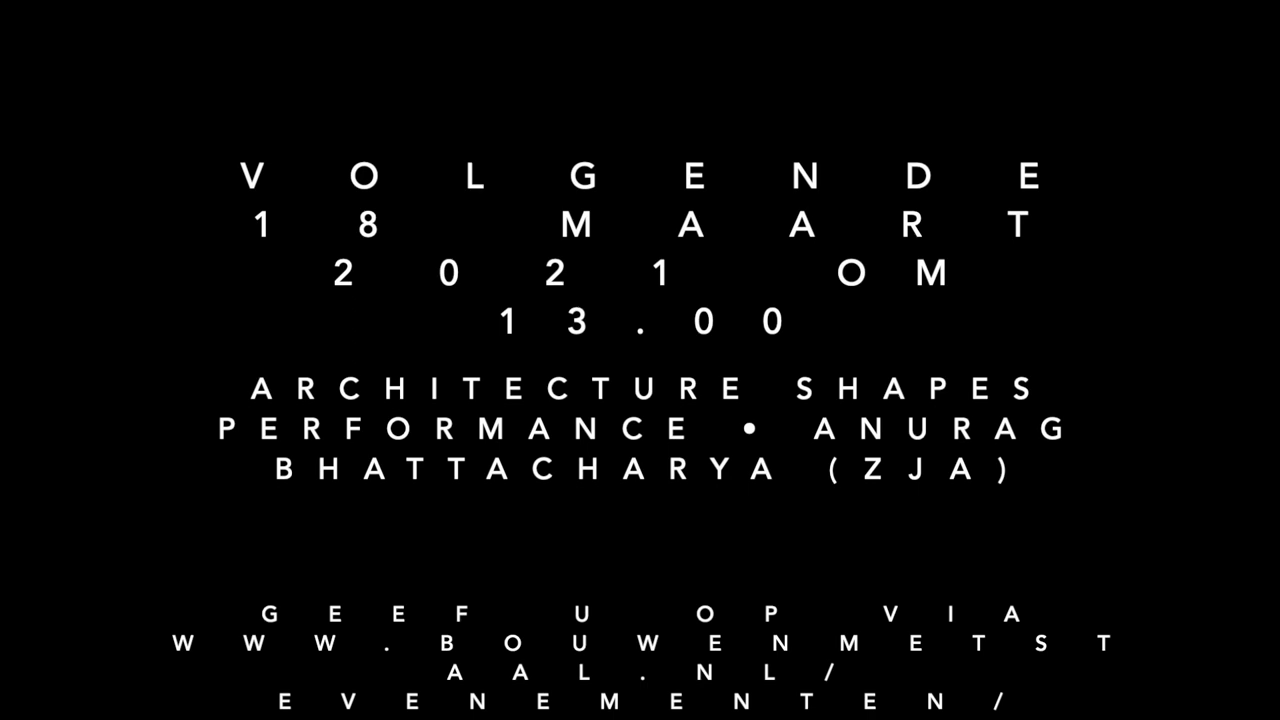 VOLGENDE
18 MAART
2021 OM
13.00
ARCHITECTURE SHAPES
PERFORMANCE • ANURAG
BHATTACHARYA (ZJA)
GEEF U OP VIA
WWW.BOUWENMETST
AAL.NL/
EVENEMENTEN/